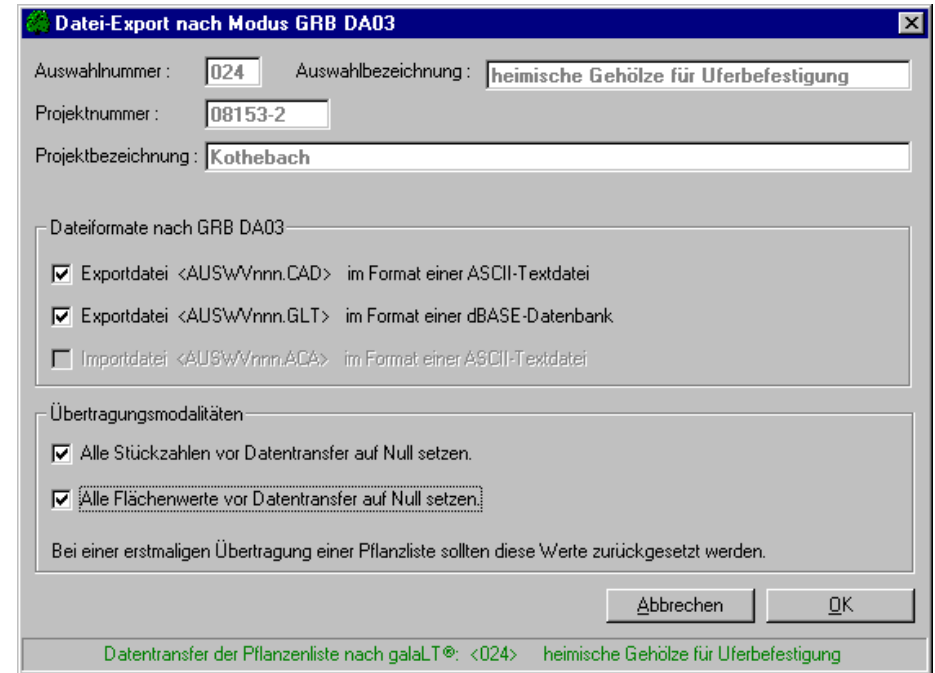 Datei-Export nach Modus GRB DA03
Auswahlnummer : 024 Auswahlbezeichnung : heimische Gehölze für Uferbefestigung
Projektnummer : 08153-2
Projektbezeichnung : Kothebach
Dateiformate nach GRB DA03
Exportdatei <AUSWVnnn.CAD> im Format einer ASCII-Textdatei
Exportdatei <AUSWVnnn.GLT> im Format einer dBASE-Datenbank
Importdatei <AUSWVnnn.ACA> im Format einer ASCII-Textdatei
Übertragungsmodalitäten
Alle Stückzahlen vor Datentransfer auf Null setzen.
Alle Flächenwerte vor Datentransfer auf Null setzen.
Bei einer erstmaligen Übertragung einer Pflanzliste sollten diese Werte zurückgesetzt werden.
Abbrechen OK
Datentransfer der Pflanzenliste nach galaLT®: <024> heimische Gehölze für Uferbefestigung